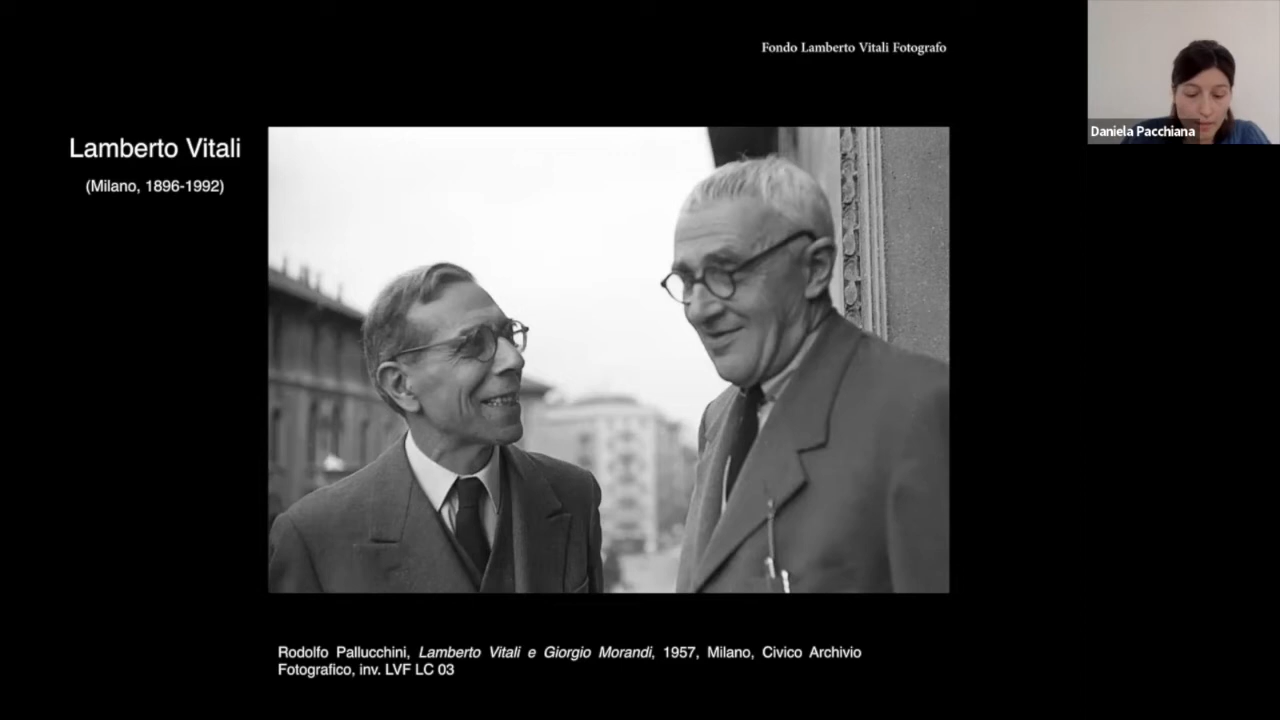 Fondo Lamberto Vitali Fotografo
Lamberto Vitali
(Milano, 1896-1992)
Daniela Pacchiana
Rodolfo Pallucchini, Lamberto Vitali e Giorgio Morandi, 1957, Milano, Civico Archivio
Fotografico, inv. LVF LC 03